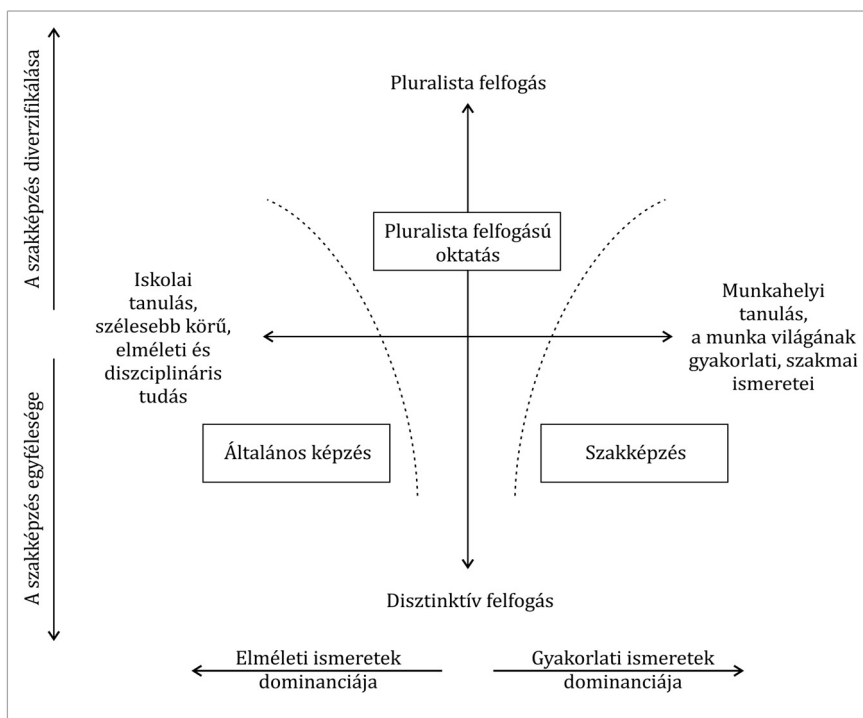 A szakképzés diverzifikálása
Pluralista felfogás
Pluralista felfogású
oktatás
Iskolai
tanulás,
szélesebb körű,
elméleti és
diszciplináris
tudás
Munkahelyi
tanulás,
a munka világának
gyakorlati, szakmai
ismeretei
A szakképzés egyfélesége
Általános képzés
Szakképzés
Disztinktív felfogás
Elméleti ismeretek
dominanciája
Gyakorlati ismeretek
dominanciája